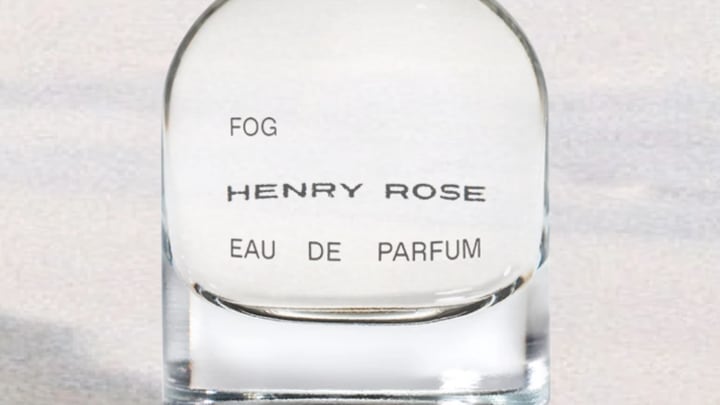 FOG
HENRY ROSE
EAU DE PARFUM